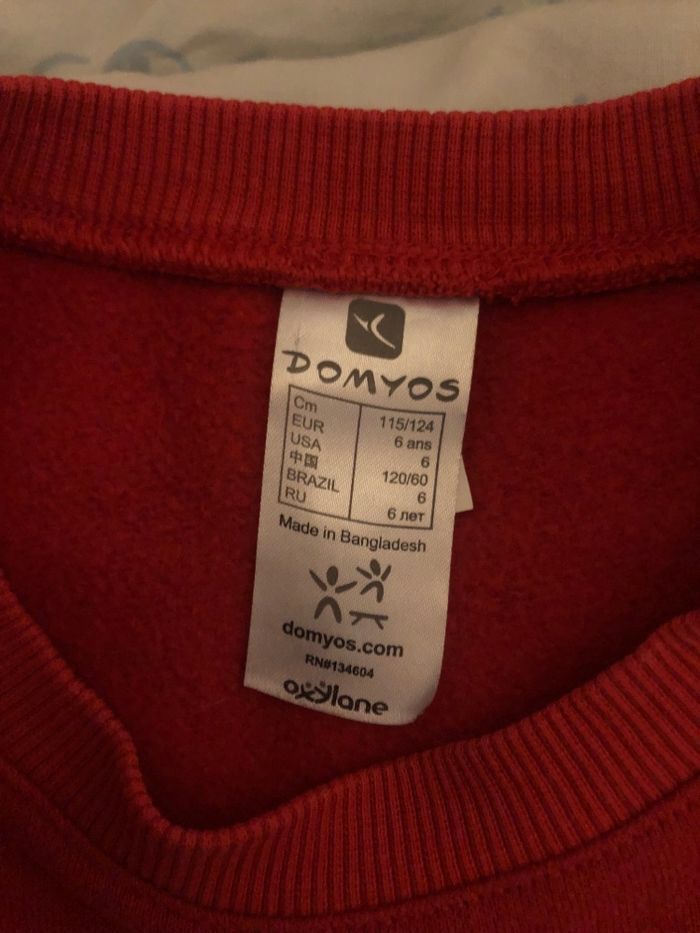 DOMYOS
Cm 115/124
EUR 6 ans
USA 6
中国 120/60
BRAZIL 6
RU 6 лет
Made in Bangladesh
domyos.com
RN#134604
oxylane